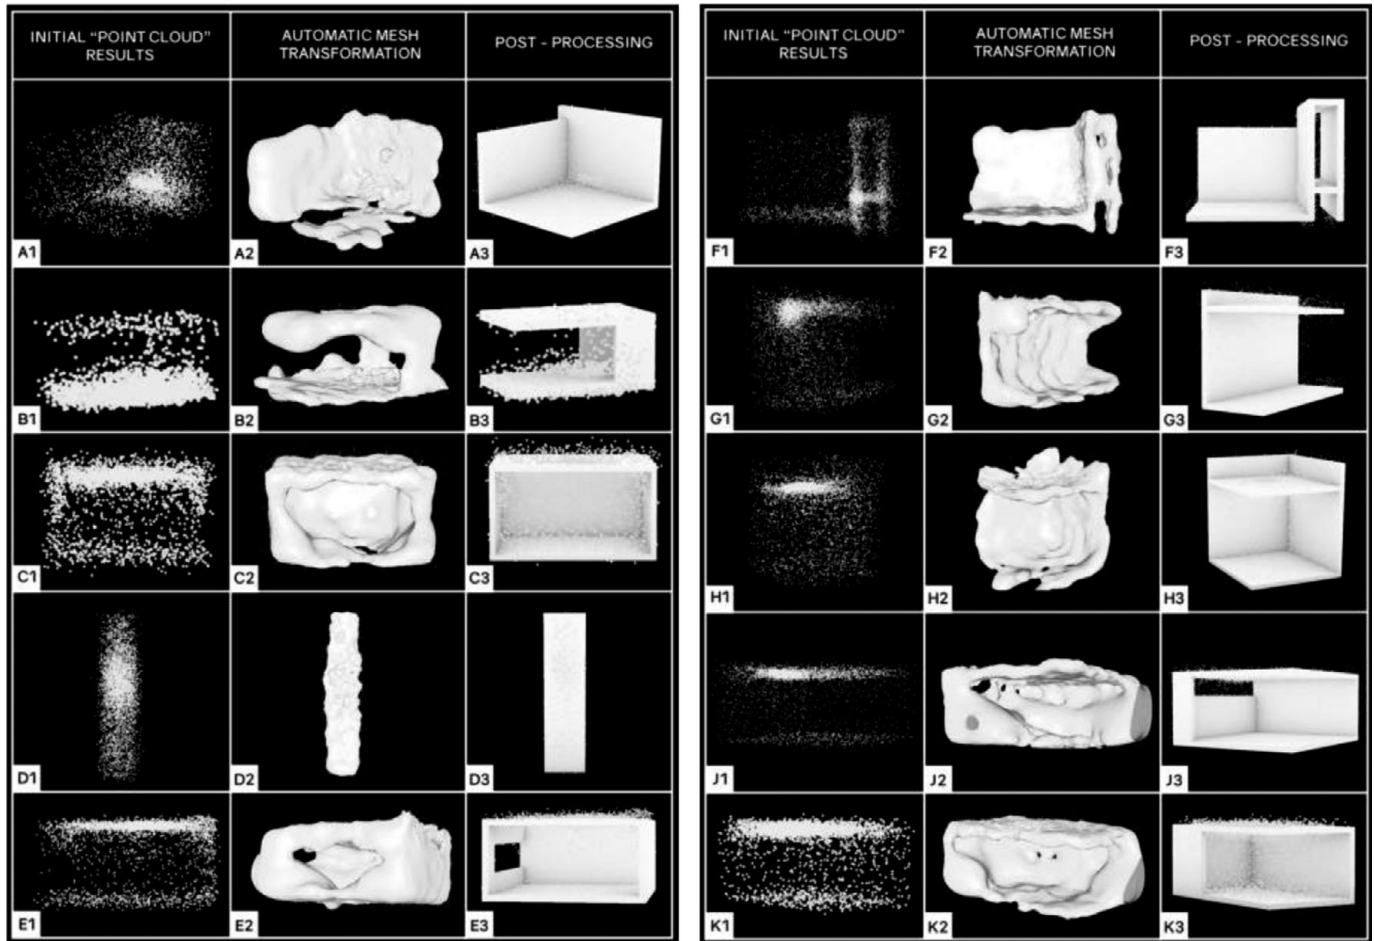 INITIAL “POINT CLOUD”
RESULTS
AUTOMATIC MESH
TRANSFORMATION
POST - PROCESSING
A1
A2
A3
B1
B2
B3
C1
C2
C3
D1
D2
D3
E1
E2
E3
INITIAL “POINT CLOUD”
RESULTS
AUTOMATIC MESH
TRANSFORMATION
POST - PROCESSING
F1
F2
F3
G1
G2
G3
H1
H2
H3
J1
J2
J3
K1
K2
K3